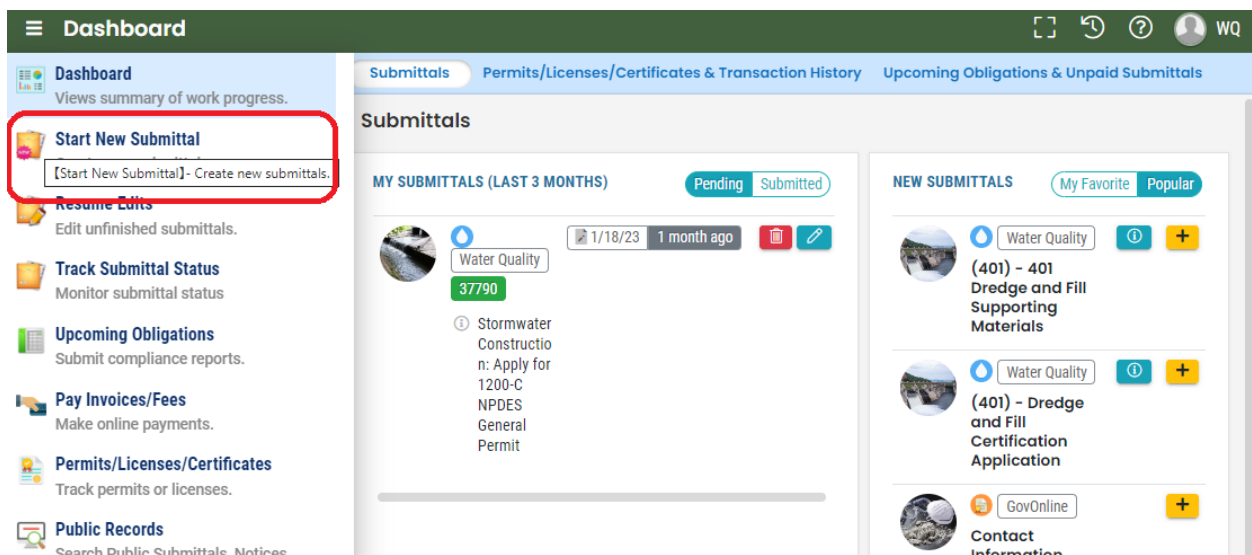 Dashboard
WQ
Dashboard
Views summary of work progress.
Start New Submittal
【Start New Submittal】- Create new submittals.
Resume Edits
Edit unfinished submittals.
Track Submittal Status
Monitor submittal status
Upcoming Obligations
Submit compliance reports.
Pay Invoices/Fees
Make online payments.
Permits/Licenses/Certificates
Track permits or licenses.
Public Records
Search Public Submittals, Notices
Submittals
Permits/Licenses/Certificates & Transaction History
Upcoming Obligations & Unpaid Submittals
Submittals
MY SUBMITTALS (LAST 3 MONTHS)
Pending
Submitted
1/18/23
1 month ago
Water Quality
37790
Stormwater
Constructio
n: Apply for
1200-C
NPDES
General
Permit
NEW SUBMITTALS
My Favorite
Popular
Water Quality
(401) - 401
Dredge and Fill
Supporting
Materials
Water Quality
(401) - Dredge
and Fill
Certification
Application
GovOnline
Contact
Information